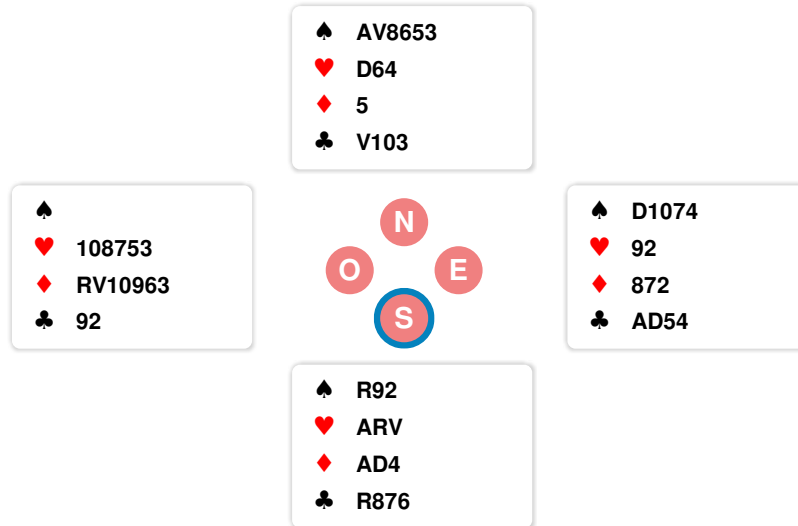 ♠ AV8653
♥ D64
♦ 5
♣ V103
♠
♥ 108753
♦ RV10963
♣ 92
N
O E
S
♠ D1074
♥ 92
♦ 872
♣ AD54
♠ R92
♥ ARV
♦ AD4
♣ R876